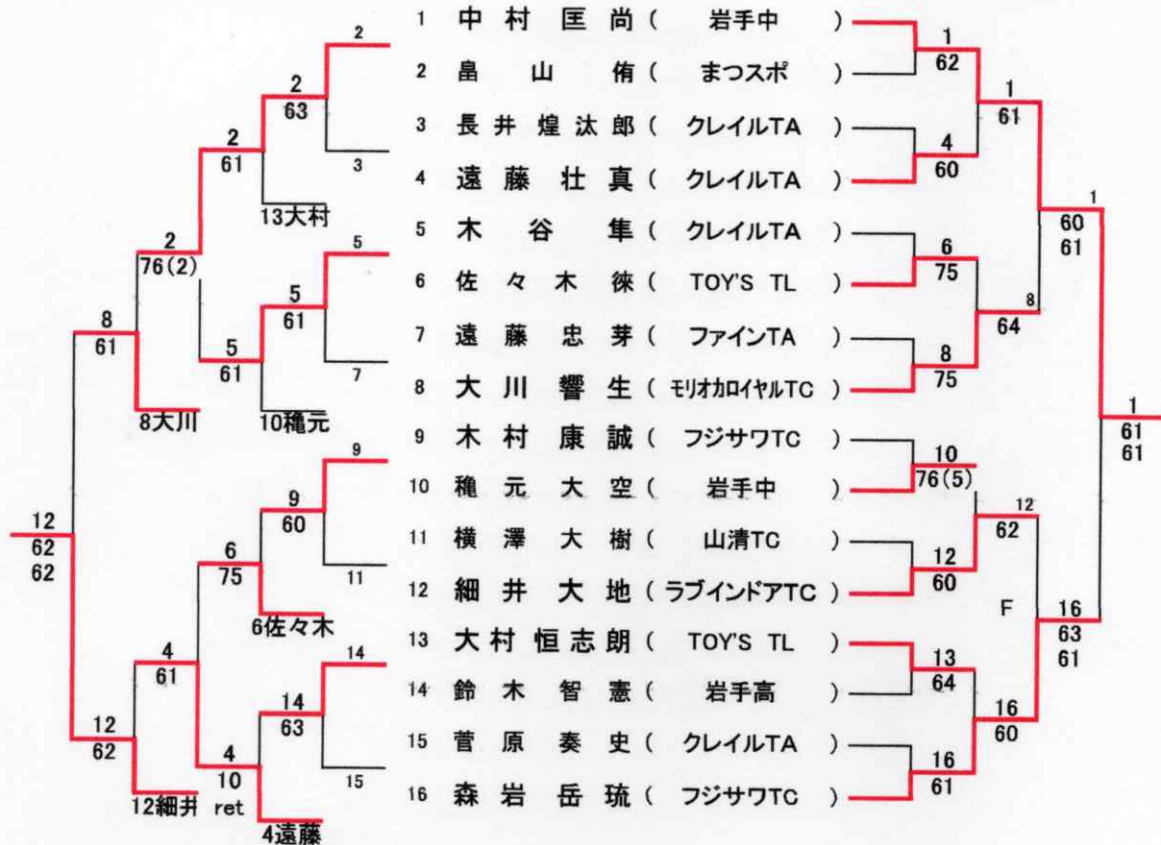 1 中村匡尚 ( 岩手中 )
2 畠山侑 ( まつスポ )
3 長井煌汰郎 ( クレイルTA )
4 遠藤壮真 ( クレイルTA )
5 木谷隼 ( クレイルTA )
6 佐々木徠 ( TOY'S TL )
7 遠藤忠芽 ( ファインTA )
8 大川響生 ( モリオカロイヤルTC )
9 木村康誠 ( フジサワTC )
10 穐元大空 ( 岩手中 )
11 横澤大樹 ( 山清TC )
12 細井大地 ( ラブインドアTC )
13 大村恒志朗 ( TOY'S TL )
14 鈴木智憲 ( 岩手高 )
15 菅原奏史 ( クレイルTA )
16 森岩岳琉 ( フジサワTC )
2
2
63
3
2
61
13大村
2
76(2)
5
5
61
7
5
61
10穐元
8
61
8大川
12
62
62
9
9
60
11
6
75
6佐々木
4
61
14
14
63
15
4
10
ret
4遠藤
12
62
12細井
1
62
4
60
1
61
6
75
8
75
8
64
1
60
61
10
76(5)
12
60
12
62
F
13
64
16
61
16
60
16
63
61
1
61
61